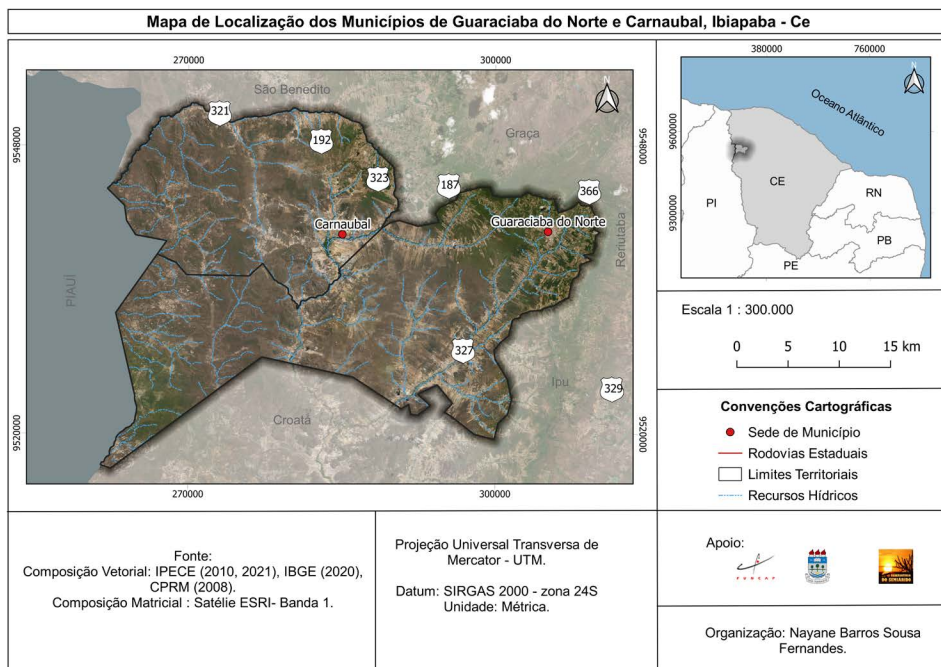 Mapa de Localização dos Municípios de Guaraciaba do Norte e Carnaubal, Ibiapaba - Ce
270000
300000
9548000
9520000
São Benedito
Graça
321
192
323
187
366
Carnaubal
Guaraciaba do Norte
Reriutaba
PIAUÍ
327
Ipu
329
Croatá
9548000
9520000
270000
300000
380000
760000
9600000
9300000
Oceano Atlântico
CE
PI
RN
PB
PE
N
N
Escala 1 : 300.000
0 5 10 15 km
Convenções Cartográficas
Sede de Município
Rodovias Estaduais
Limites Territoriais
Recursos Hídricos
Fonte:
Composição Vetorial: IPECE (2010, 2021), IBGE (2020),
CPRM (2008).
Composição Matricial : Satélie ESRI- Banda 1.
Projeção Universal Transversa de
Mercator - UTM.
Datum: SIRGAS 2000 - zona 24S
Unidade: Métrica.
Apoio:
FUNCAP
DO SEMIÁRIDO
Organização: Nayane Barros Sousa
Fernandes.